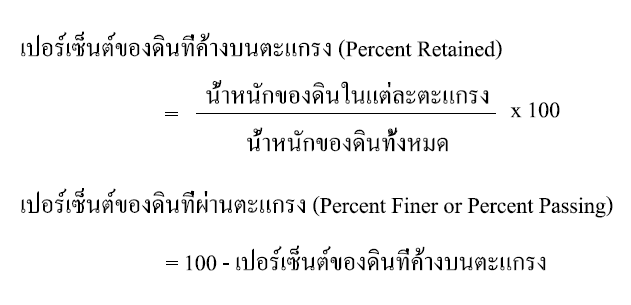 เปอร์เซ็นต์ของดินที่ค้างบนตะแกรง (Percent Retained)
= น้ำหนักของดินในแต่ละตะแกรง x 100
น้ำหนักของดินทั้งหมด
เปอร์เซ็นต์ของดินที่ผ่านตะแกรง (Percent Finer or Percent Passing)
= 100 - เปอร์เซ็นต์ของดินที่ค้างบนตะแกรง